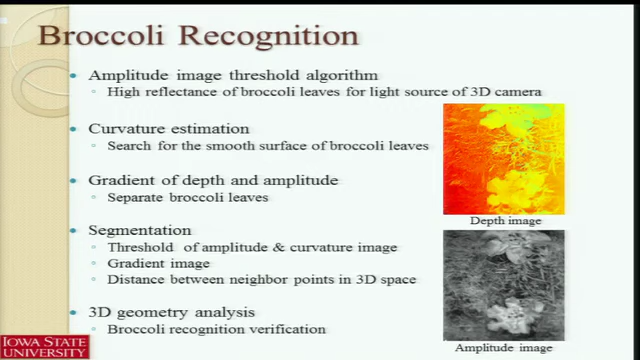 Broccoli Recognition
Amplitude image threshold algorithm
High reflectance of broccoli leaves for light source of 3D camera
Curvature estimation
Search for the smooth surface of broccoli leaves
Gradient of depth and amplitude
Separate broccoli leaves
Segmentation
Threshold of amplitude & curvature image
Gradient image
Distance between neighbor points in 3D space
3D geometry analysis
Broccoli recognition verification
Depth image
Amplitude image
IOWA STATE
UNIVERSITY